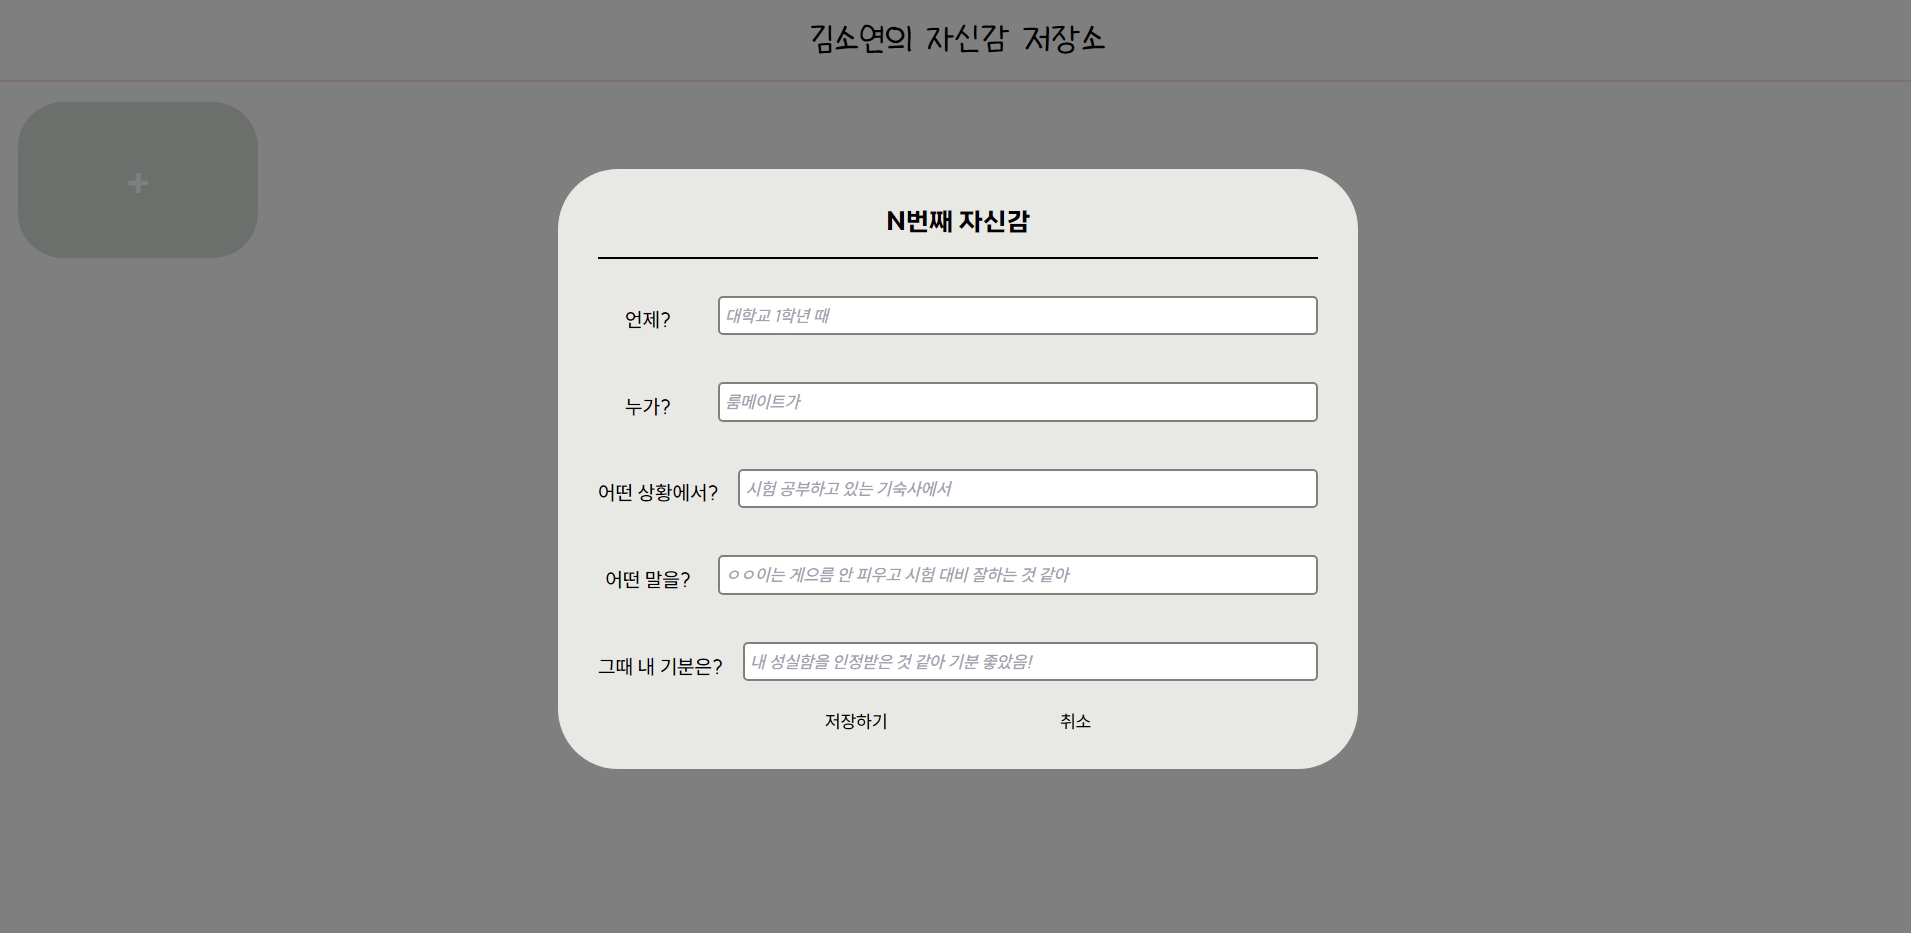 김소연의 자신감 저장소
+
N번째 자신감
언제? 대학교 1학년 때
누가? 룸메이트가
어떤 상황에서? 시험 공부하고 있는 기숙사에서
어떤 말을? ㅇㅇ이는 게으름 안 피우고 시험 대비 잘하는 것 같아
그때 내 기분은? 내 성실함을 인정받은 것 같아 기분 좋았음!
저장하기 취소